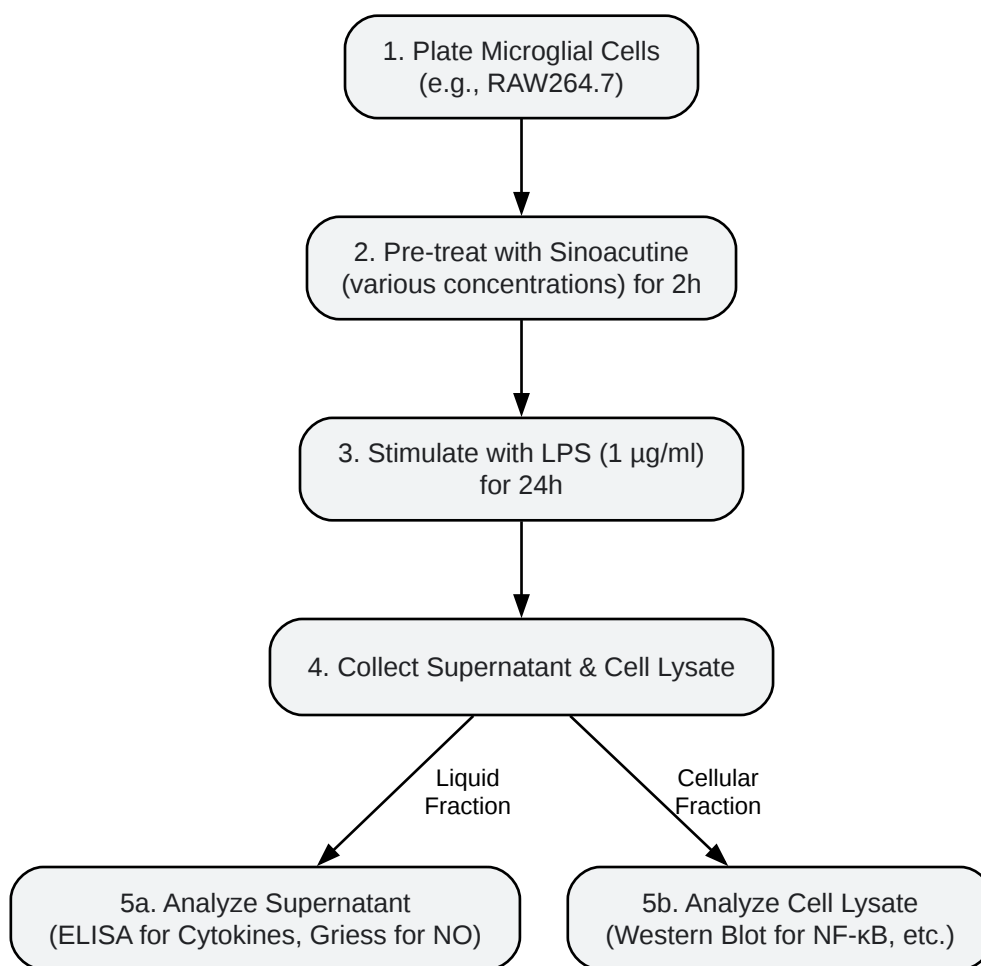 1. Plate Microglial Cells
(e.g., RAW264.7)
2. Pre-treat with Sinoacutine
(various concentrations) for 2h
3. Stimulate with LPS (1 µg/ml)
for 24h
4. Collect Supernatant & Cell Lysate
Liquid
Fraction
Cellular
Fraction
5a. Analyze Supernatant
(ELISA for Cytokines, Griess for NO)
5b. Analyze Cell Lysate
(Western Blot for NF-κB, etc.)